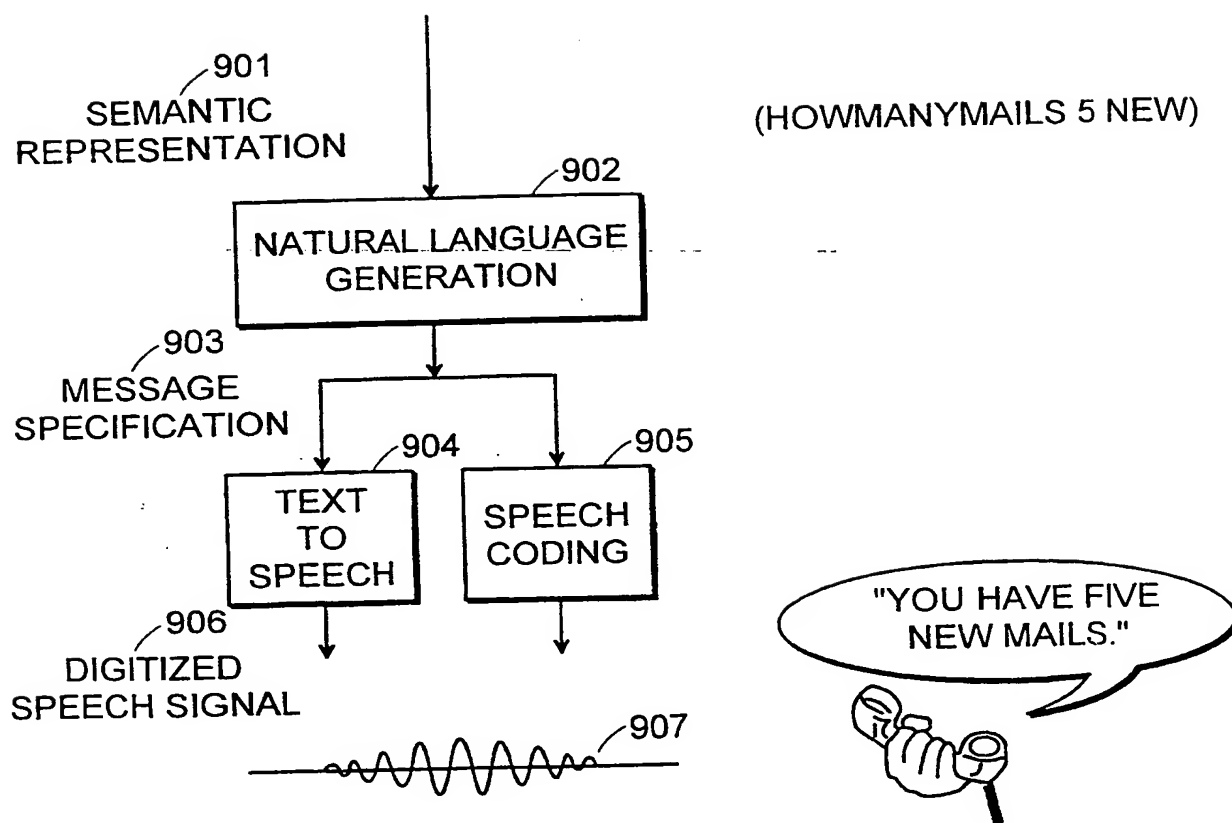 901
SEMANTIC
REPRESENTATION
(HOWMANYMAILS 5 NEW)
902
NATURAL LANGUAGE
GENERATION
903
MESSAGE
SPECIFICATION
904
TEXT
TO
SPEECH
905
SPEECH
CODING
906
DIGITIZED
SPEECH SIGNAL
"YOU HAVE FIVE
NEW MAILS."
907